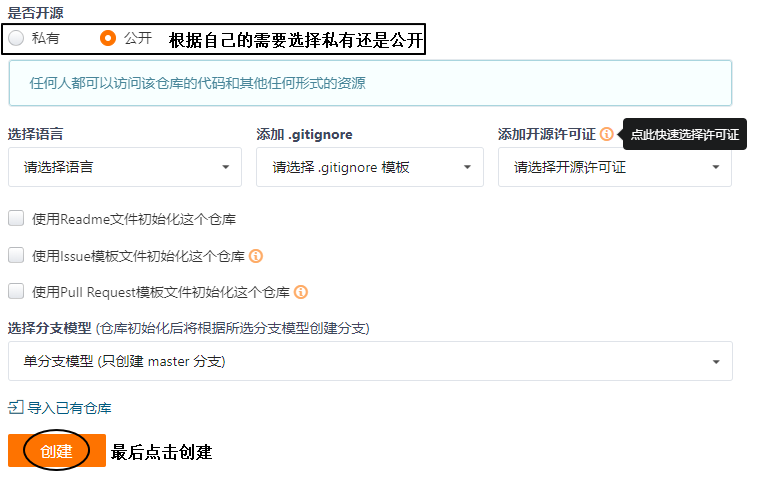 是否开源
私有 公开 根据自己的需要选择私有还是公开
任何人都可以访问该仓库的代码和其他任何形式的资源
选择语言 添加 .gitignore 添加开源许可证 点此快速选择许可证
请选择语言 请选择 .gitignore 模板 请选择开源许可证
使用Readme文件初始化这个仓库
使用Issue模板文件初始化这个仓库
使用Pull Request模板文件初始化这个仓库
选择分支模型 (仓库初始化后将根据所选分支模型创建分支)
单分支模型 (只创建 master 分支)
导入已有仓库
创建 最后点击创建